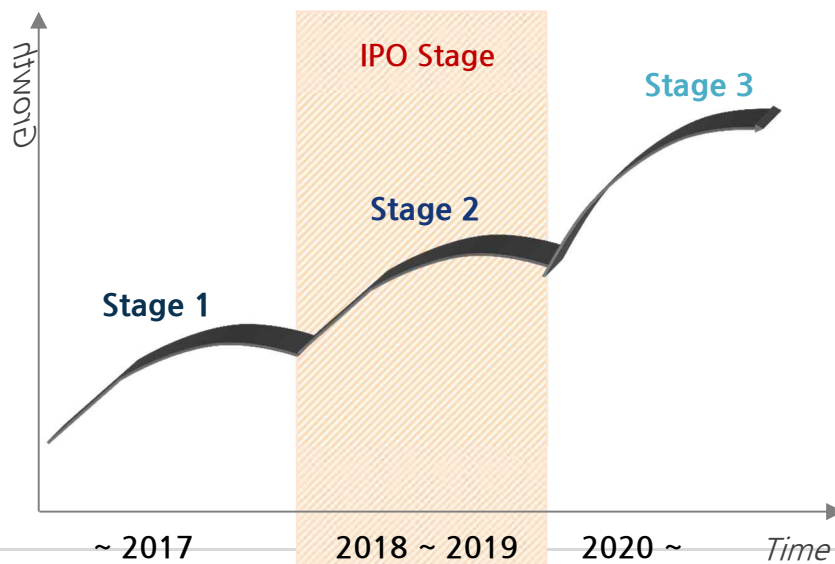 IPO Stage
Growth
Stage 3
Stage 2
Stage 1
~ 2017
2018 ~ 2019
2020 ~
Time